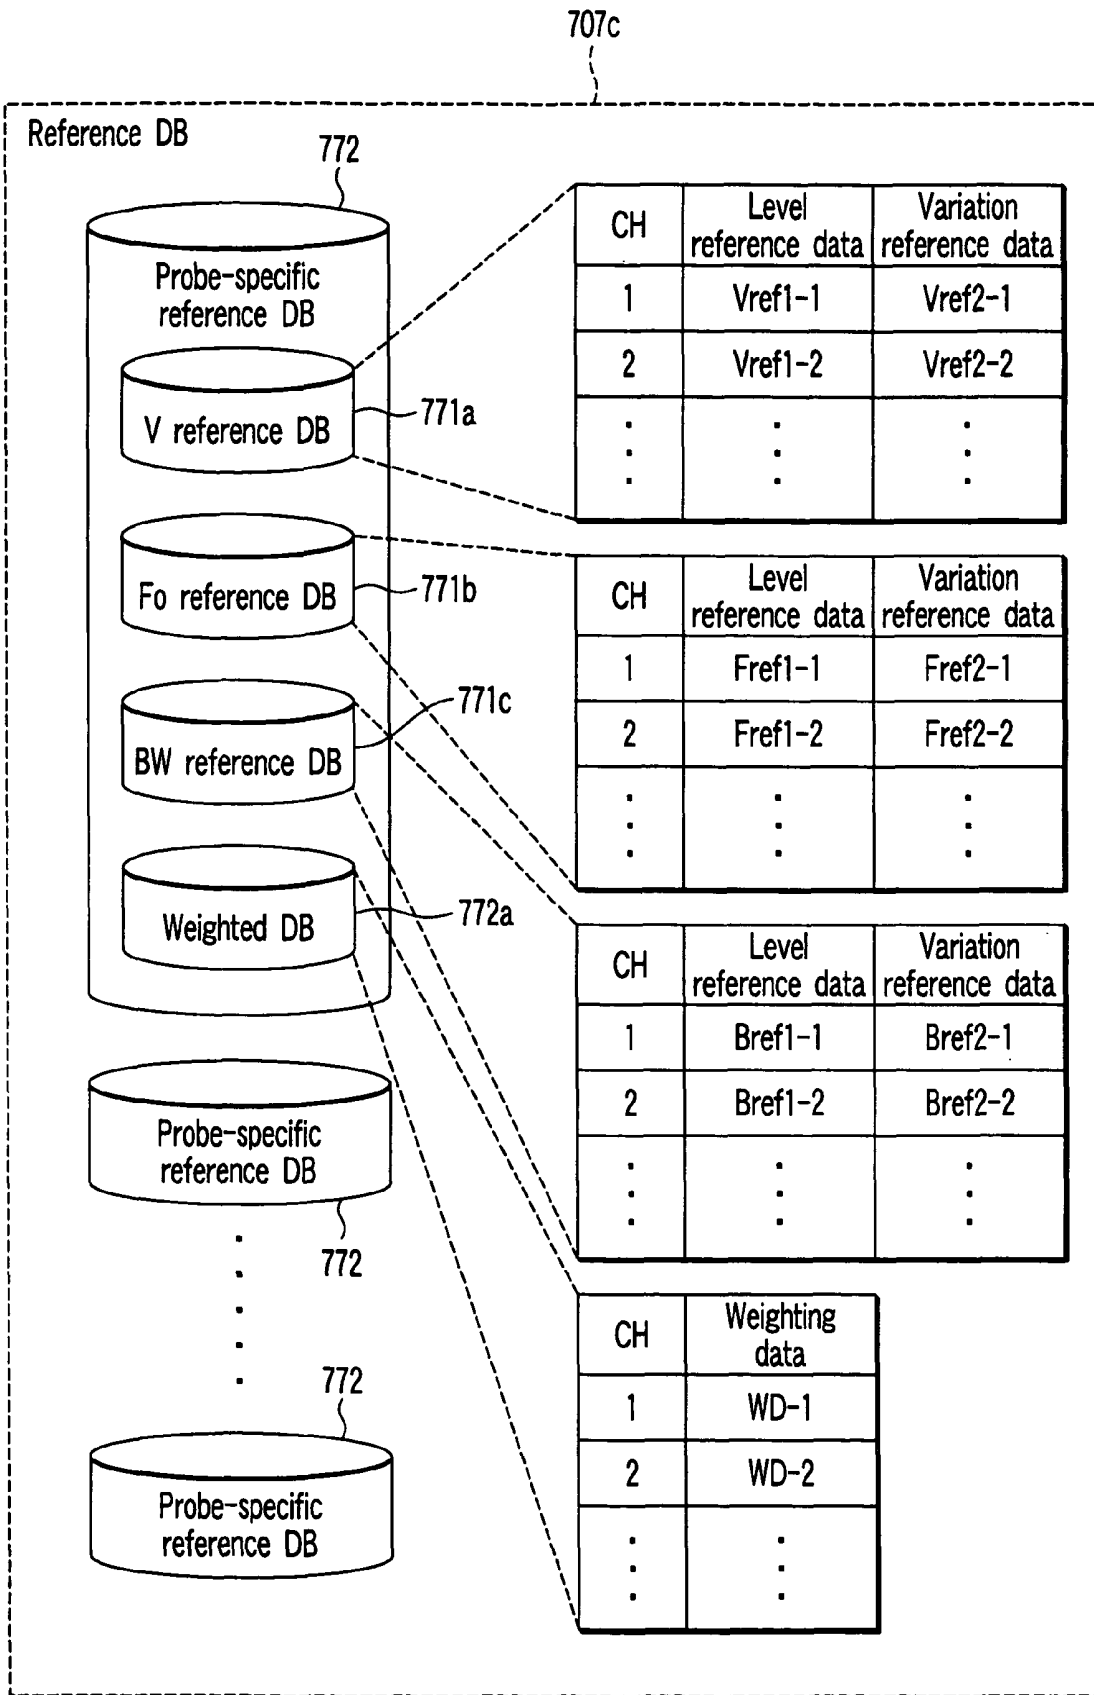 707c
Reference DB
772
Probe-specific
reference DB
V reference DB
771a
Fo reference DB
771b
BW reference DB
771c
Weighted DB
772a
Probe-specific
reference DB
772
772
Probe-specific
reference DB
CH
Level
reference data
Variation
reference data
1 Vref1-1 Vref2-1
2 Vref1-2 Vref2-2
CH
Level
reference data
Variation
reference data
1 Fref1-1 Fref2-1
2 Fref1-2 Fref2-2
CH
Level
reference data
Variation
reference data
1 Bref1-1 Bref2-1
2 Bref1-2 Bref2-2
CH
Weighting
data
1 WD-1
2 WD-2